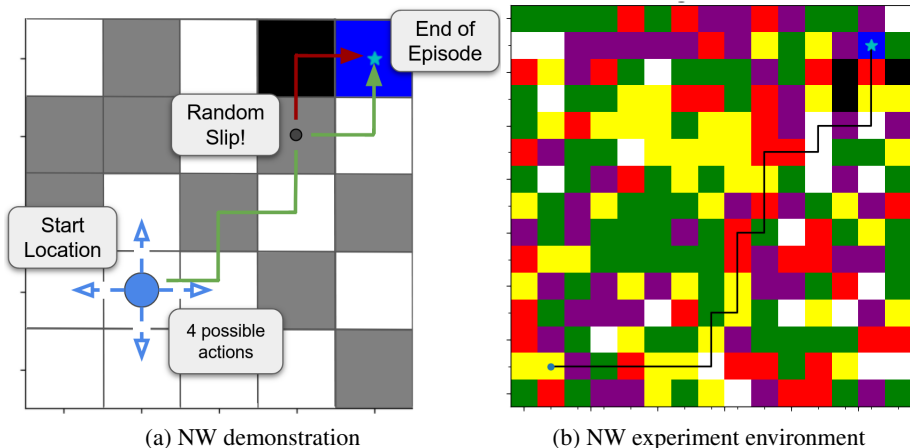 End of
Episode
Random
Slip!
Start
Location
4 possible
actions
(a) NW demonstration
(b) NW experiment environment